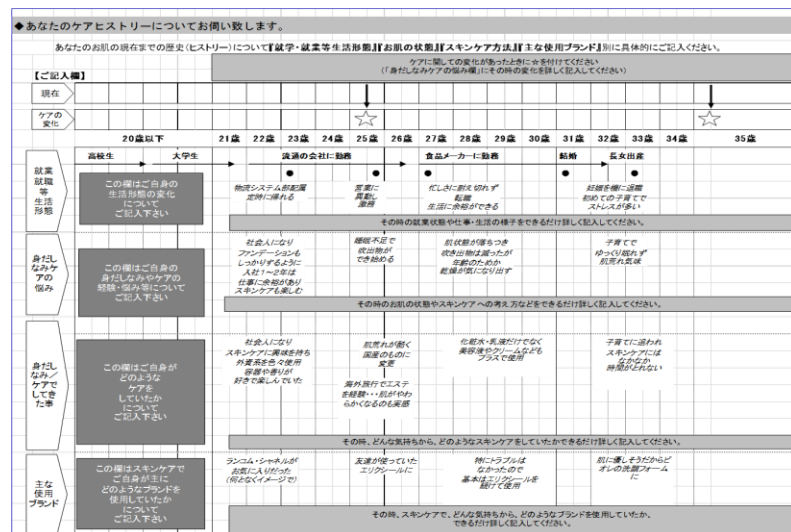 ◆あなたのケアヒストリーについてお伺い致します。
あなたのお肌の現在までの歴史(ヒストリー)について『就学・就業等生活形態』『お肌の状態』『スキンケア方法』『主な使用ブランド』別に具体的にご記入ください。
ケアに関しての変化があったときに☆を付けてください
(「身だしなみケアの悩み欄」にその時の変化を詳しく記入してください)
【ご記入欄】
現在
ケアの
変化
20歳以下 21歳 22歳 23歳 24歳 25歳 26歳 27歳 28歳 29歳 30歳 31歳 32歳 33歳 34歳 35歳
就業
就職
等
生活
形態
高校生 大学生 流通の会社に勤務 食品メーカーに勤務 結婚 長女出産
この欄はご自身の
生活形態の変化
について
ご記入下さい
物流システム部配属
定時に帰れる
営業に
異動し
激務
忙しさに耐え切れず
転職
生活に余裕ができる
妊娠を機に退職
初めての子育てで
ストレスが多い
その時の就業状態や仕事・生活の様子をできるだけ詳しく記入してください。
身だし
なみケ
アの
悩み
この欄はご自身の
身だしなみやケアの
経験・悩み等について
ご記入下さい
社会人になり
ファンデーションも
しっかりするように
入社1~2年は
仕事に余裕があり
スキンケアも楽しむ
睡眠不足で
吹出物が
でき始める
肌状態が落ちつき
吹き出物は減ったが
年齢のためか
乾燥が気になり出す
子育てで
ゆっくり眠れず
肌荒れ気味
その時のお肌の状態やスキンケアへの考え方などをできるだけ詳しく記入してください。
身だし
なみ/
ケアで
してき
た事
この欄はご自身が
どのような
ケアを
していたか
について
ご記入下さい
社会人になり
スキンケアに興味を持ち
外資系を色々使用
容器や香りが
好きで楽しんでいた
肌荒れが酷く
国産のものに
変更
海外旅行でエステ
を経験・・・肌がやわ
らかくなるのも実感
化粧水・乳液だけでなく
美容液やクリームなども
プラスで使用
子育てに追われ
スキンケアには
なかなか
時間がとれない
その時、どんな気持ちから、どのようなスキンケアをしていたかできるだけ詳しく記入してください。
主な
使用
ブランド
この欄はスキンケアで
ご自身が主に
どのようなブランドを
使用していたか
について
ご記入下さい
ランコム・シャネルが
お気に入りだった
(何となくイメージで)
友達が使っていた
エリクシールに
特にトラブルは
なかったので
基本はエリクシールを
続けて使用
肌に優しそうだからビ
オレの洗顔フォーム
に
その時、スキンケアで、どんな気持ちから、どのようなブランドを使用していたか、
できるだけ詳しく記入してください。